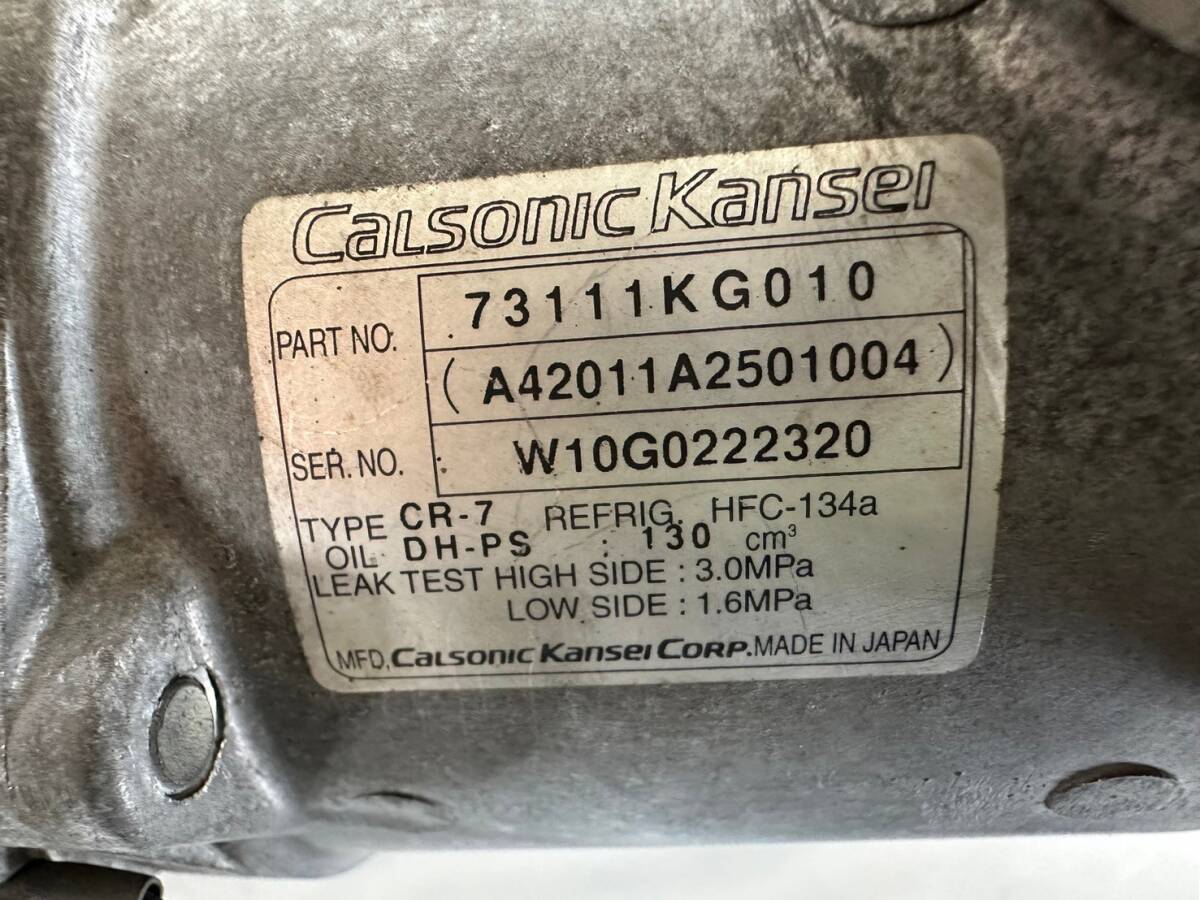 CALSONIC KANSEI
PART NO. 73111KG010
(A42011A2501004)
SER. NO. : W10G0222320
TYPE CR-7 REFRIG. HFC-134a
OIL DH-PS : 130 cm³
LEAK TEST HIGH SIDE : 3.0MPa
LOW SIDE : 1.6MPa
MFD. CALSONIC KANSEI CORP. MADE IN JAPAN